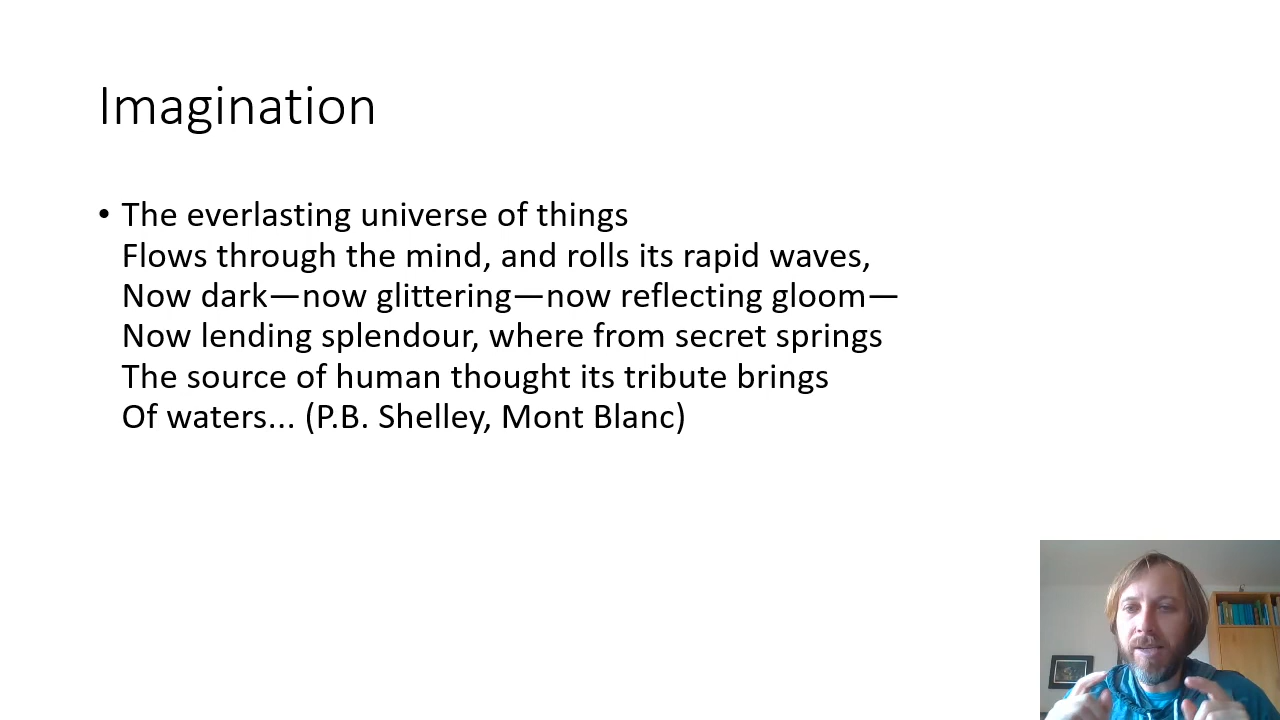 Imagination
• The everlasting universe of things
Flows through the mind, and rolls its rapid waves,
Now dark—now glittering—now reflecting gloom—
Now lending splendour, where from secret springs
The source of human thought its tribute brings
Of waters... (P.B. Shelley, Mont Blanc)